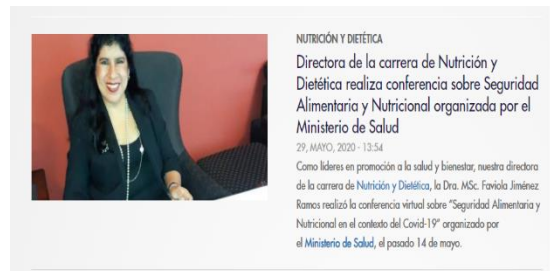 NUTRICIÓN Y DIETÉTICA
Directora de la carrera de Nutrición y
Dietética realiza conferencia sobre Seguridad
Alimentaria y Nutricional organizada por el
Ministerio de Salud
29, MAYO, 2020 - 13:54
Como líderes en promoción a la salud y bienestar, nuestra directora
de la carrera de Nutrición y Dietética, la Dra. MSc. Faviola Jiménez
Ramos realizó la conferencia virtual sobre "Seguridad Alimentaria y
Nutricional en el contexto del Covid-19" organizado por
el Ministerio de Salud, el pasado 14 de mayo.